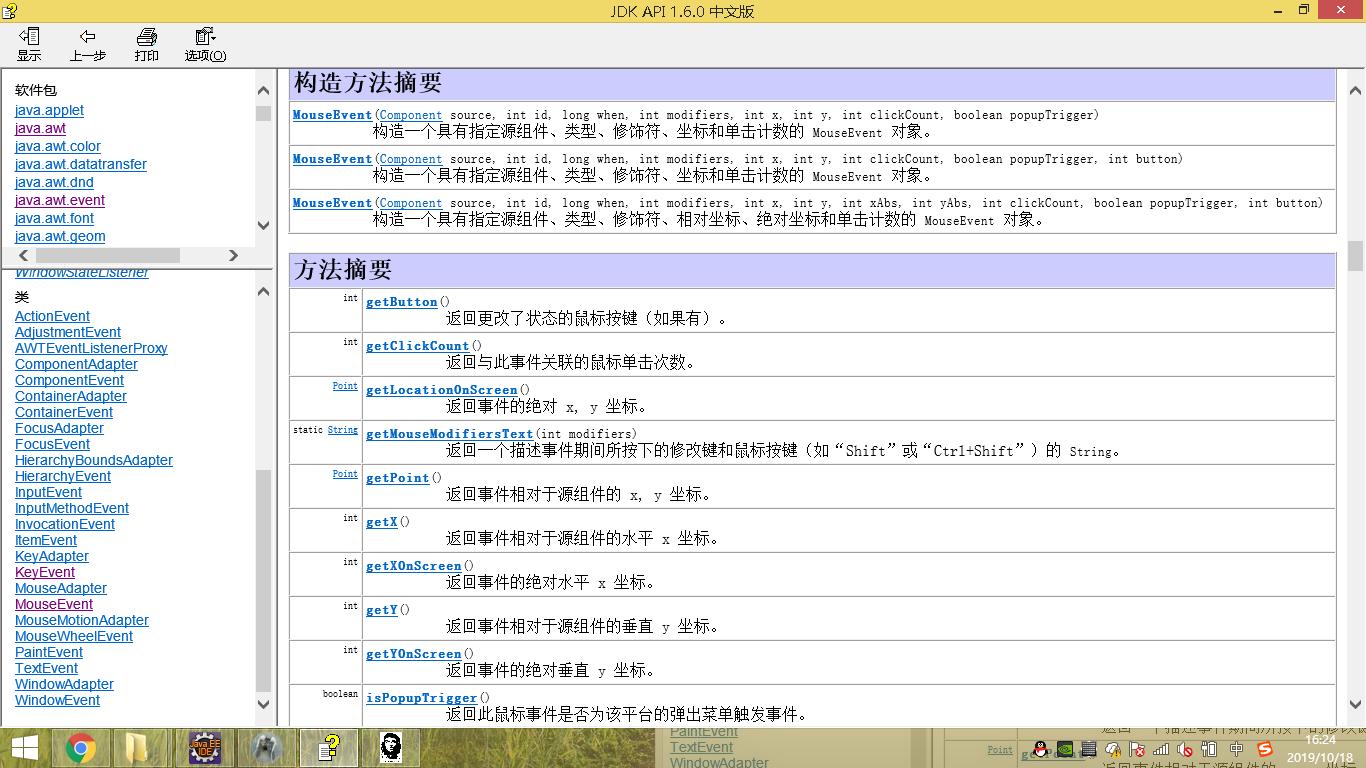 JDK API 1.6.0 中文版
显示
上一步
打印
选项(O)
软件包
java.applet
java.awt
java.awt.color
java.awt.datatransfer
java.awt.dnd
java.awt.event
java.awt.font
java.awt.geom
WindowStateListener
类
ActionEvent
AdjustmentEvent
AWTEventListenerProxy
ComponentAdapter
ComponentEvent
ContainerAdapter
ContainerEvent
FocusAdapter
FocusEvent
HierarchyBoundsAdapter
HierarchyEvent
InputEvent
InputMethodEvent
InvocationEvent
ItemEvent
KeyAdapter
KeyEvent
MouseAdapter
MouseEvent
MouseMotionAdapter
MouseWheelEvent
PaintEvent
TextEvent
WindowAdapter
WindowEvent
构造方法摘要
MouseEvent(Component source, int id, long when, int modifiers, int x, int y, int clickCount, boolean popupTrigger)
构造一个具有指定源组件、类型、修饰符、坐标和单击计数的 MouseEvent 对象。
MouseEvent(Component source, int id, long when, int modifiers, int x, int y, int clickCount, boolean popupTrigger, int button)
构造一个具有指定源组件、类型、修饰符、坐标和单击计数的 MouseEvent 对象。
MouseEvent(Component source, int id, long when, int modifiers, int x, int y, int xAbs, int yAbs, int clickCount, boolean popupTrigger, int button)
构造一个具有指定源组件、类型、修饰符、相对坐标、绝对坐标和单击计数的 MouseEvent 对象。
方法摘要
int getButton()
返回更改了状态的鼠标按键（如果有）。
int getClickCount()
返回与此事件关联的鼠标单击次数。
Point getLocationOnScreen()
返回事件的绝对 x, y 坐标。
static String getMouseModifiersText(int modifiers)
返回一个描述事件期间所按下的修改键和鼠标按键（如“Shift”或“Ctrl+Shift”）的 String。
Point getPoint()
返回事件相对于源组件的 x, y 坐标。
int getX()
返回事件相对于源组件的水平 x 坐标。
int getXOnScreen()
返回事件的绝对水平 x 坐标。
int getY()
返回事件相对于源组件的垂直 y 坐标。
int getYOnScreen()
返回事件的绝对垂直 y 坐标。
boolean isPopupTrigger()
返回此鼠标事件是否为该平台的弹出菜单触发事件。
Java EE
IDE
PaintEvent
TextEvent
WindowAdapter
Point
中
16:24
2019/10/18